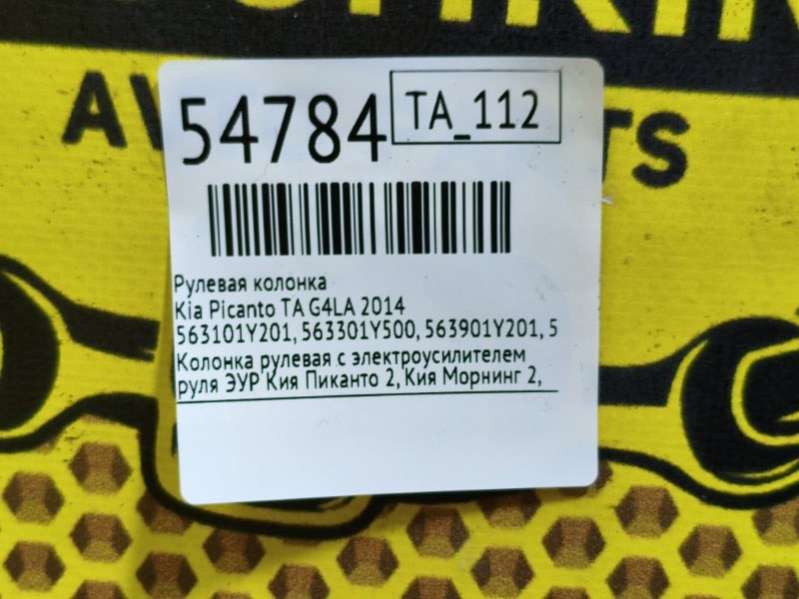 54784
TA_112
Рулевая колонка
Kia Picanto TA G4LA 2014
563101Y201, 563301Y500, 563901Y201, 5
Колонка рулевая с электроусилителем
руля ЭУР Кия Пиканто 2, Кия Морнинг 2,